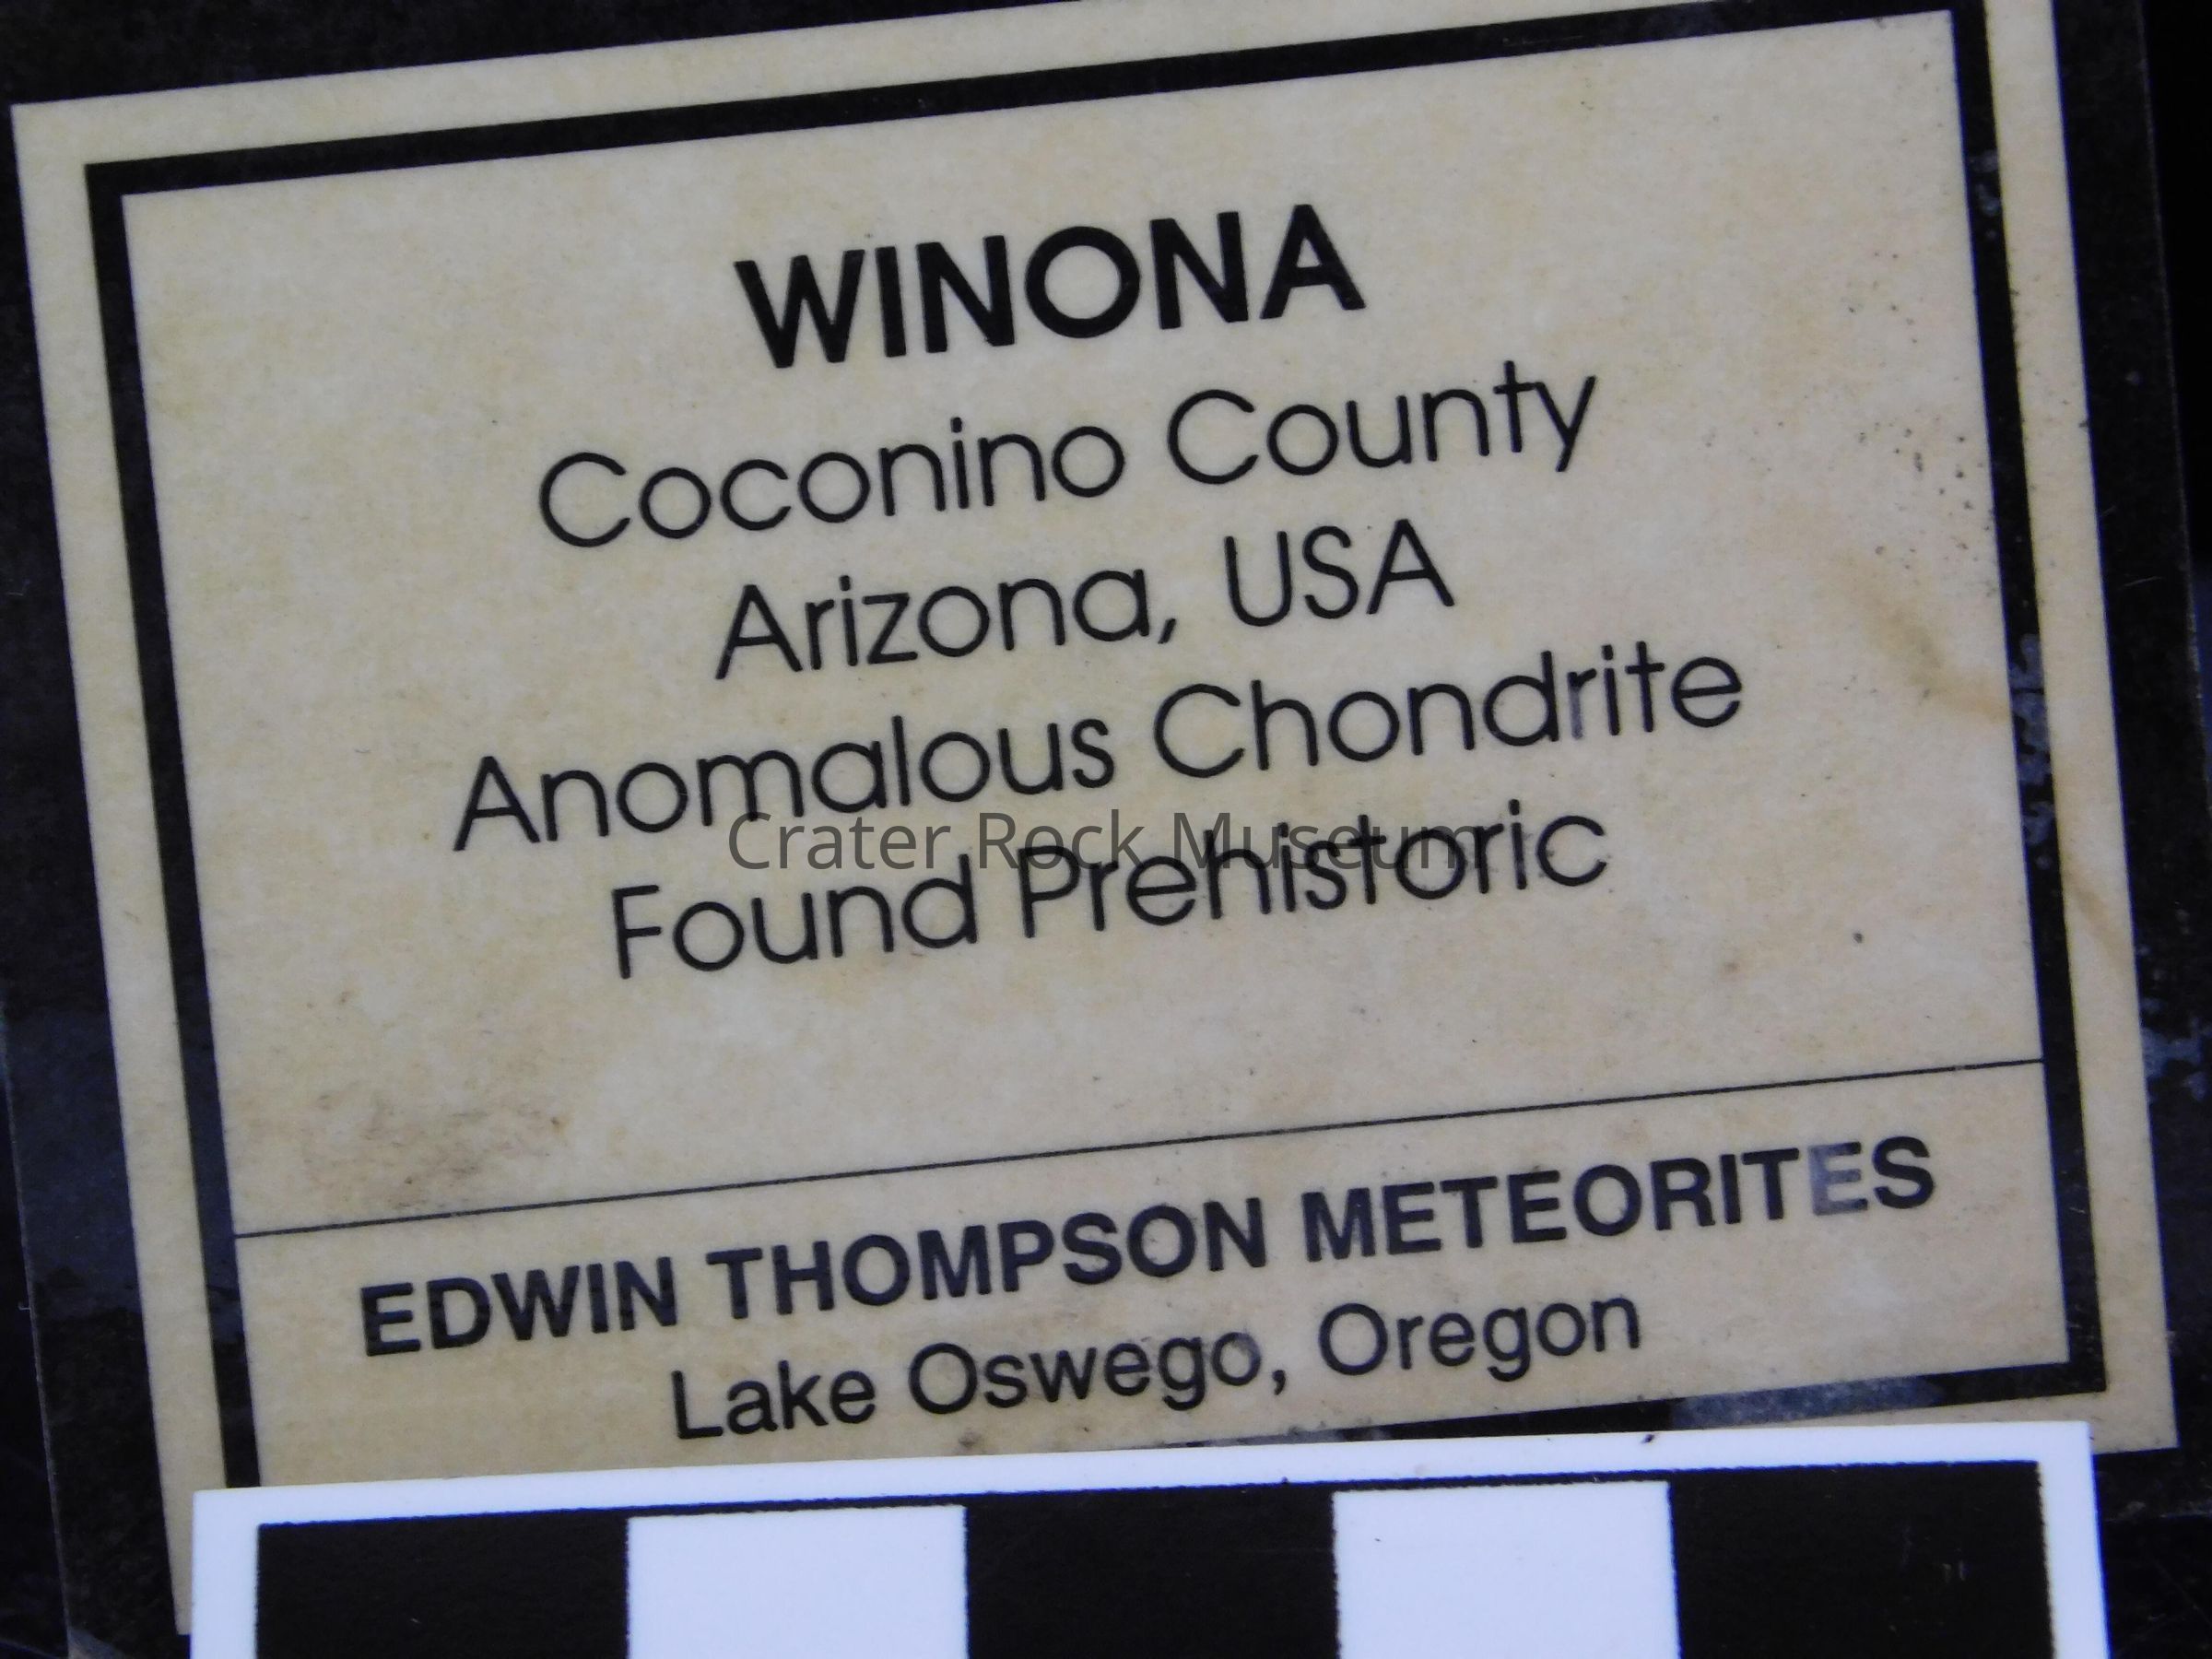 WINONA
Coconino County
Arizona, USA
Anomalous Chondrite
Crater Rock Museum
Found Prehistoric
EDWIN THOMPSON METEORITES
Lake Oswego, Oregon